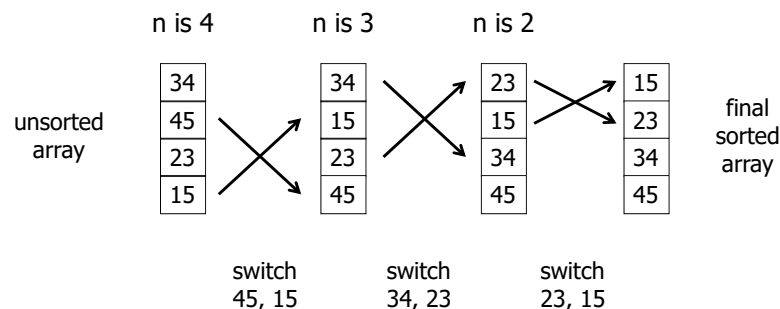 n is 4
n is 3
n is 2
unsorted
array
34
45
23
15
34
15
23
45
23
15
34
45
15
23
34
45
final
sorted
array
switch
45, 15
switch
34, 23
switch
23, 15